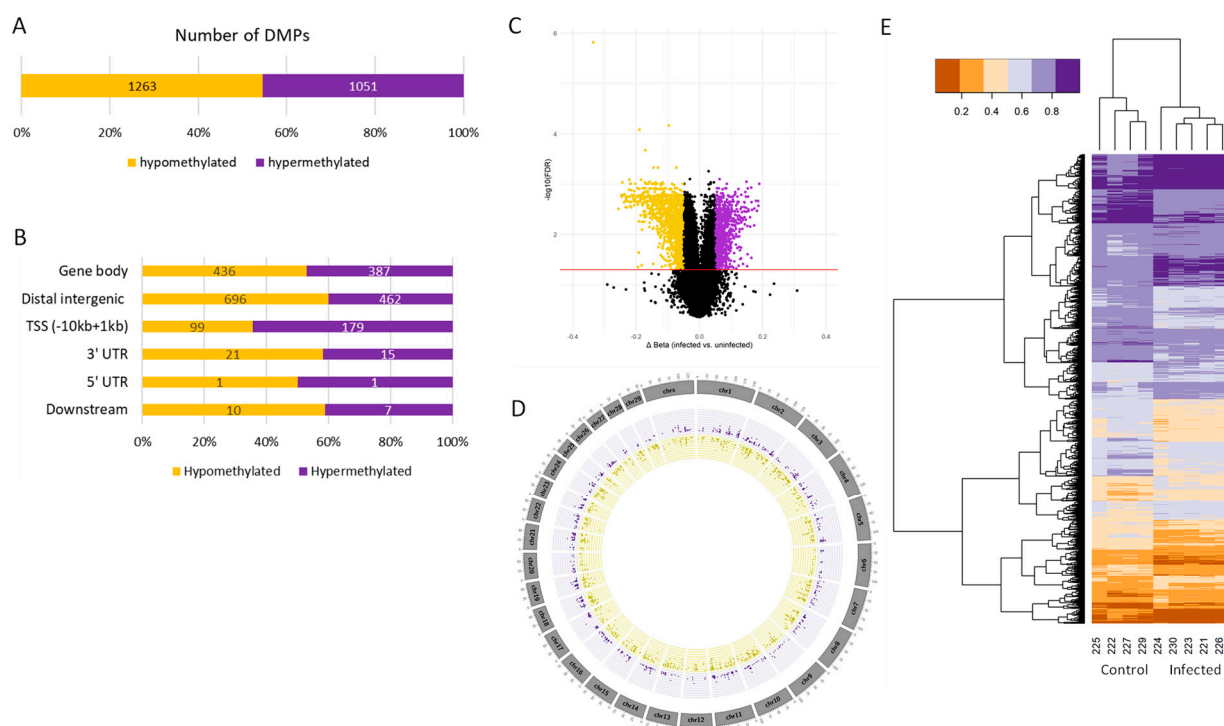 A
Number of DMPs
1263 1051
0% 20% 40% 60% 80% 100%
hypomethylated hypermethylated
B
Gene body 436 387
Distal intergenic 696 462
TSS (-10kb+1kb) 99 179
3' UTR 21 15
5' UTR 1 1
Downstream 10 7
0% 20% 40% 60% 80% 100%
Hypomethylated Hypermethylated
C
-log10(FDR)
6
4
2
-0.4 -0.2 0.0 0.2 0.4
Δ Beta (infected vs. uninfected)
D
chrx
chr1
chr2
chr3
chr4
chr5
chr6
chr7
chr8
chr9
chr10
chr11
chr12
chr13
chr14
chr15
chr16
chr17
chr18
chr19
chr20
chr21
chr22
chr23
chr24
chr25
chr26
chr27
chr28
chr29
E
0.2 0.4 0.6 0.8
225 222 227 229 224 230 223 221 226
Control Infected